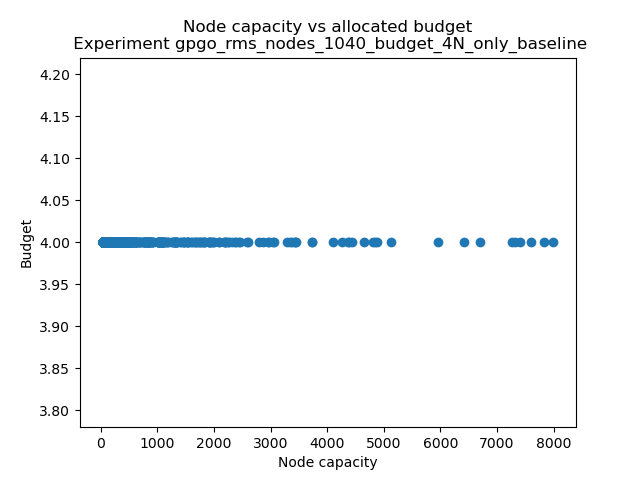 Node capacity vs allocated budget
Experiment gpgo_rms_nodes_1040_budget_4N_only_baseline
4.20
4.15
4.10
4.05
4.00
3.95
3.90
3.85
3.80
Budget
0 1000 2000 3000 4000 5000 6000 7000 8000
Node capacity